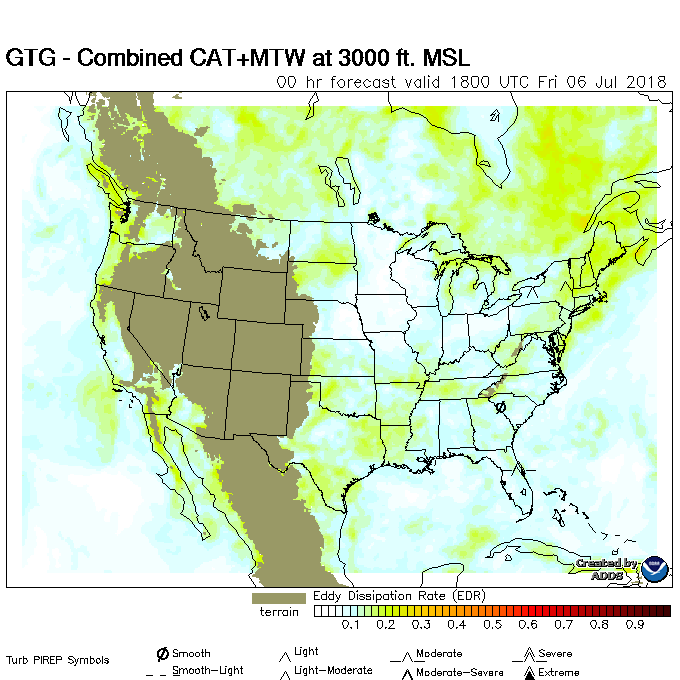 GTG - Combined CAT+MTW at 3000 ft. MSL
00 hr forecast valid 1800 UTC Fri 06 Jul 2018
Created by
ADDS
Eddy Dissipation Rate (EDR)
terrain
0.1 0.2 0.3 0.4 0.5 0.6 0.7 0.8 0.9
Turb PIREP Symbols
Smooth
Light
Moderate
Severe
Smooth-Light
Light-Moderate
Moderate-Severe
Extreme